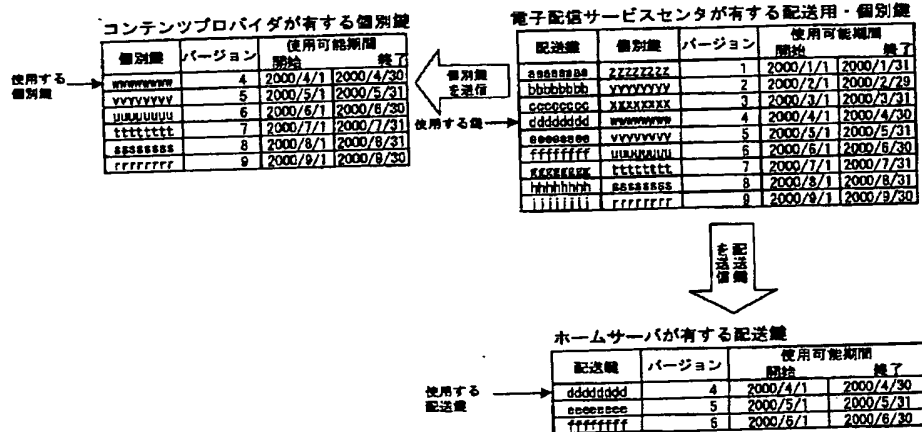 コンテンツプロバイダが有する個別鍵
個別鍵 バージョン 使用可能期間
開始 終了
wwwwwwww 4 2000/4/1 2000/4/30
vvvvvvvv 5 2000/5/1 2000/5/31
uuuuuuuu 6 2000/6/1 2000/6/30
tttttttt 7 2000/7/1 2000/7/31
ssssssss 8 2000/8/1 2000/8/31
rrrrrrrr 9 2000/9/1 2000/9/30
使用する
個別鍵
個別鍵
を送信
電子配信サービスセンタが有する配送用・個別鍵
配送鍵 個別鍵 バージョン 使用可能期間
開始 終了
aaaaaaaa zzzzzzzz 1 2000/1/1 2000/1/31
bbbbbbbb yyyyyyyy 2 2000/2/1 2000/2/29
cccccccc xxxxxxxx 3 2000/3/1 2000/3/31
dddddddd wwwwwwww 4 2000/4/1 2000/4/30
eeeeeeee vvvvvvvv 5 2000/5/1 2000/5/31
ffffffff uuuuuuuu 6 2000/6/1 2000/6/30
gggggggg tttttttt 7 2000/7/1 2000/7/31
hhhhhhhh ssssssss 8 2000/8/1 2000/8/31
iiiiiiii rrrrrrrr 9 2000/9/1 2000/9/30
使用する鍵
配送鍵
を送信
ホームサーバが有する配送鍵
配送鍵 バージョン 使用可能期間
開始 終了
dddddddd 4 2000/4/1 2000/4/30
eeeeeeee 5 2000/5/1 2000/5/31
ffffffff 6 2000/6/1 2000/6/30
使用する
配送鍵